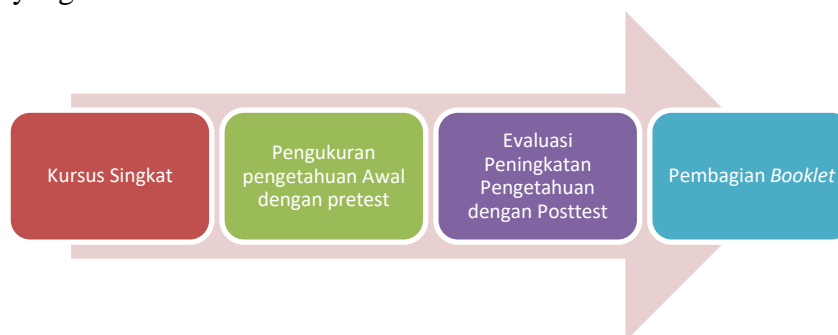 Kursus Singkat
Pengukuran
pengetahuan Awal
dengan pretest
Evaluasi
Peningkatan
Pengetahuan
dengan Posttest
Pembagian Booklet